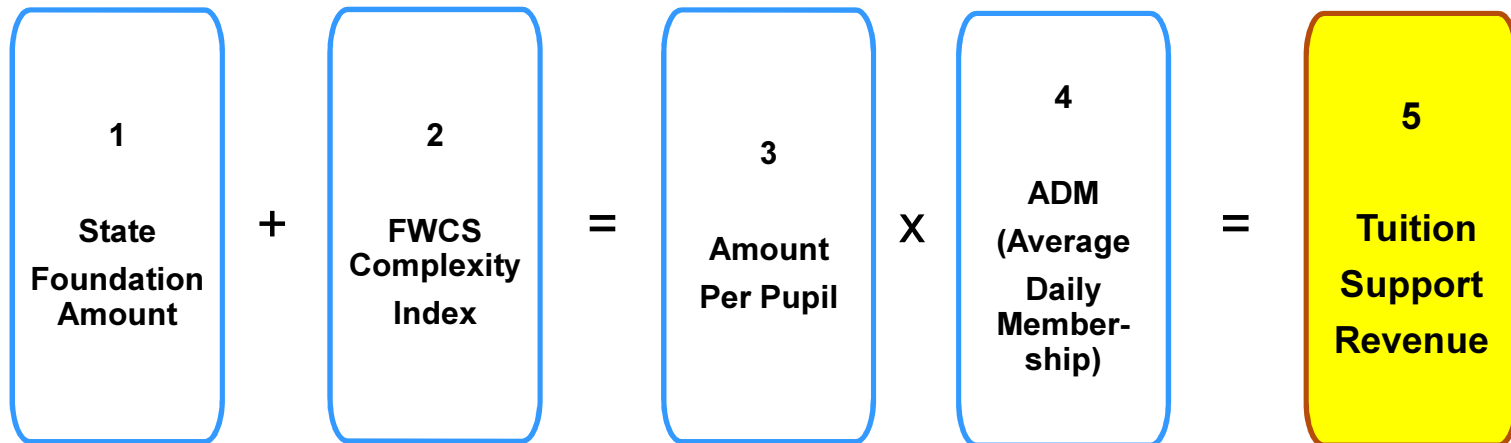 1
State
Foundation
Amount
+
2
FWCS
Complexity
Index
=
3
Amount
Per Pupil
x
4
ADM
(Average
Daily
Member-
ship)
=
5
Tuition
Support
Revenue